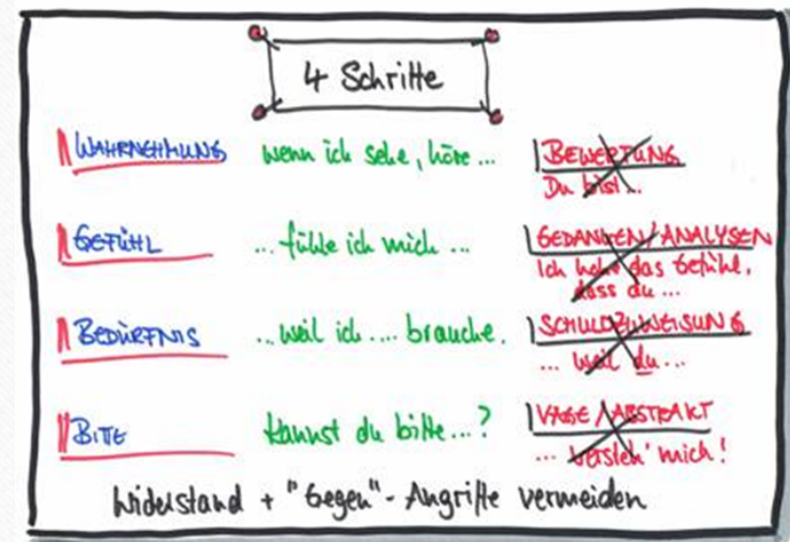 4 Schritte
WAHRNEHMUNG wenn ich sehe, höre... BEWERTUNG
Du bist...
GEFÜHL ... fühle ich mich ... GEDANKEN/ANALYSEN
Ich habe das Gefühl,
dass du ...
BEDÜRFNIS ...weil ich .... brauche. SCHULDZUWEISUNG
... weil du...
BITTE kannst du bitte...? VAGE/ABSTRAKT
... versteh' mich!
Widerstand + "Gegen"-Angriffe vermeiden